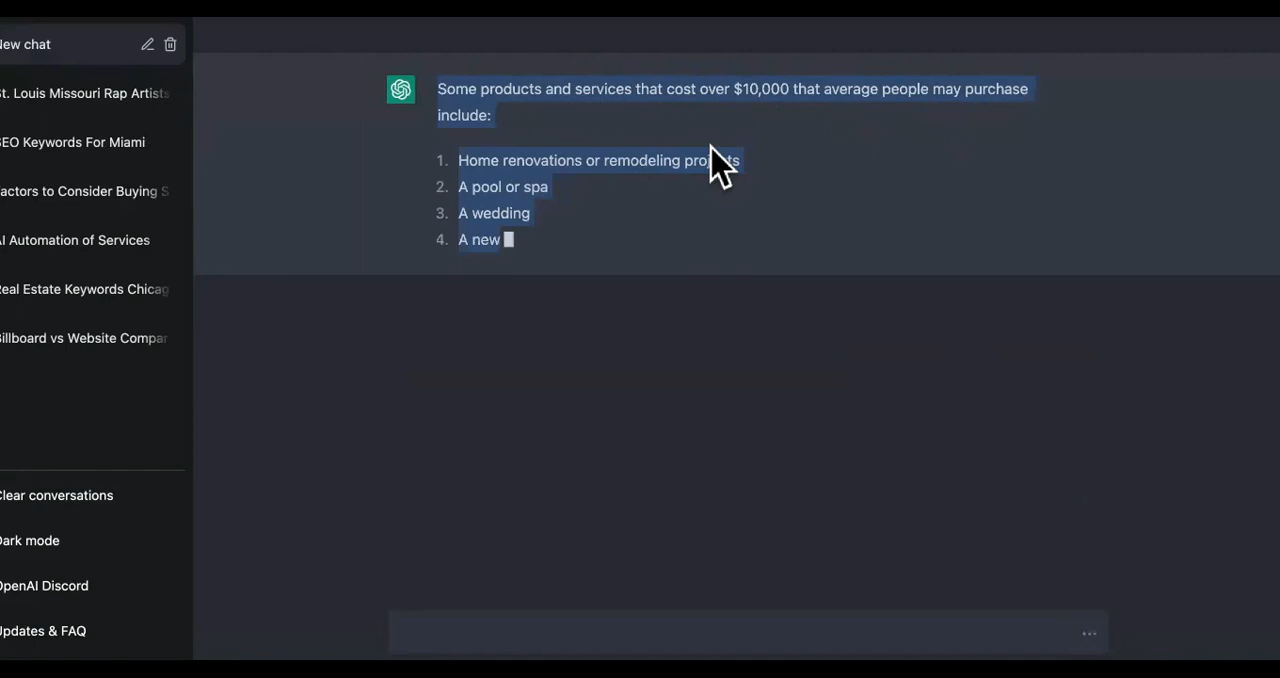 New chat
St. Louis Missouri Rap Artists
SEO Keywords For Miami
actors to Consider Buying S
AI Automation of Services
Real Estate Keywords Chicag
Billboard vs Website Compar
Clear conversations
Dark mode
OpenAI Discord
Updates & FAQ
Some products and services that cost over $10,000 that average people may purchase
include:
1. Home renovations or remodeling projects
2. A pool or spa
3. A wedding
4. A new